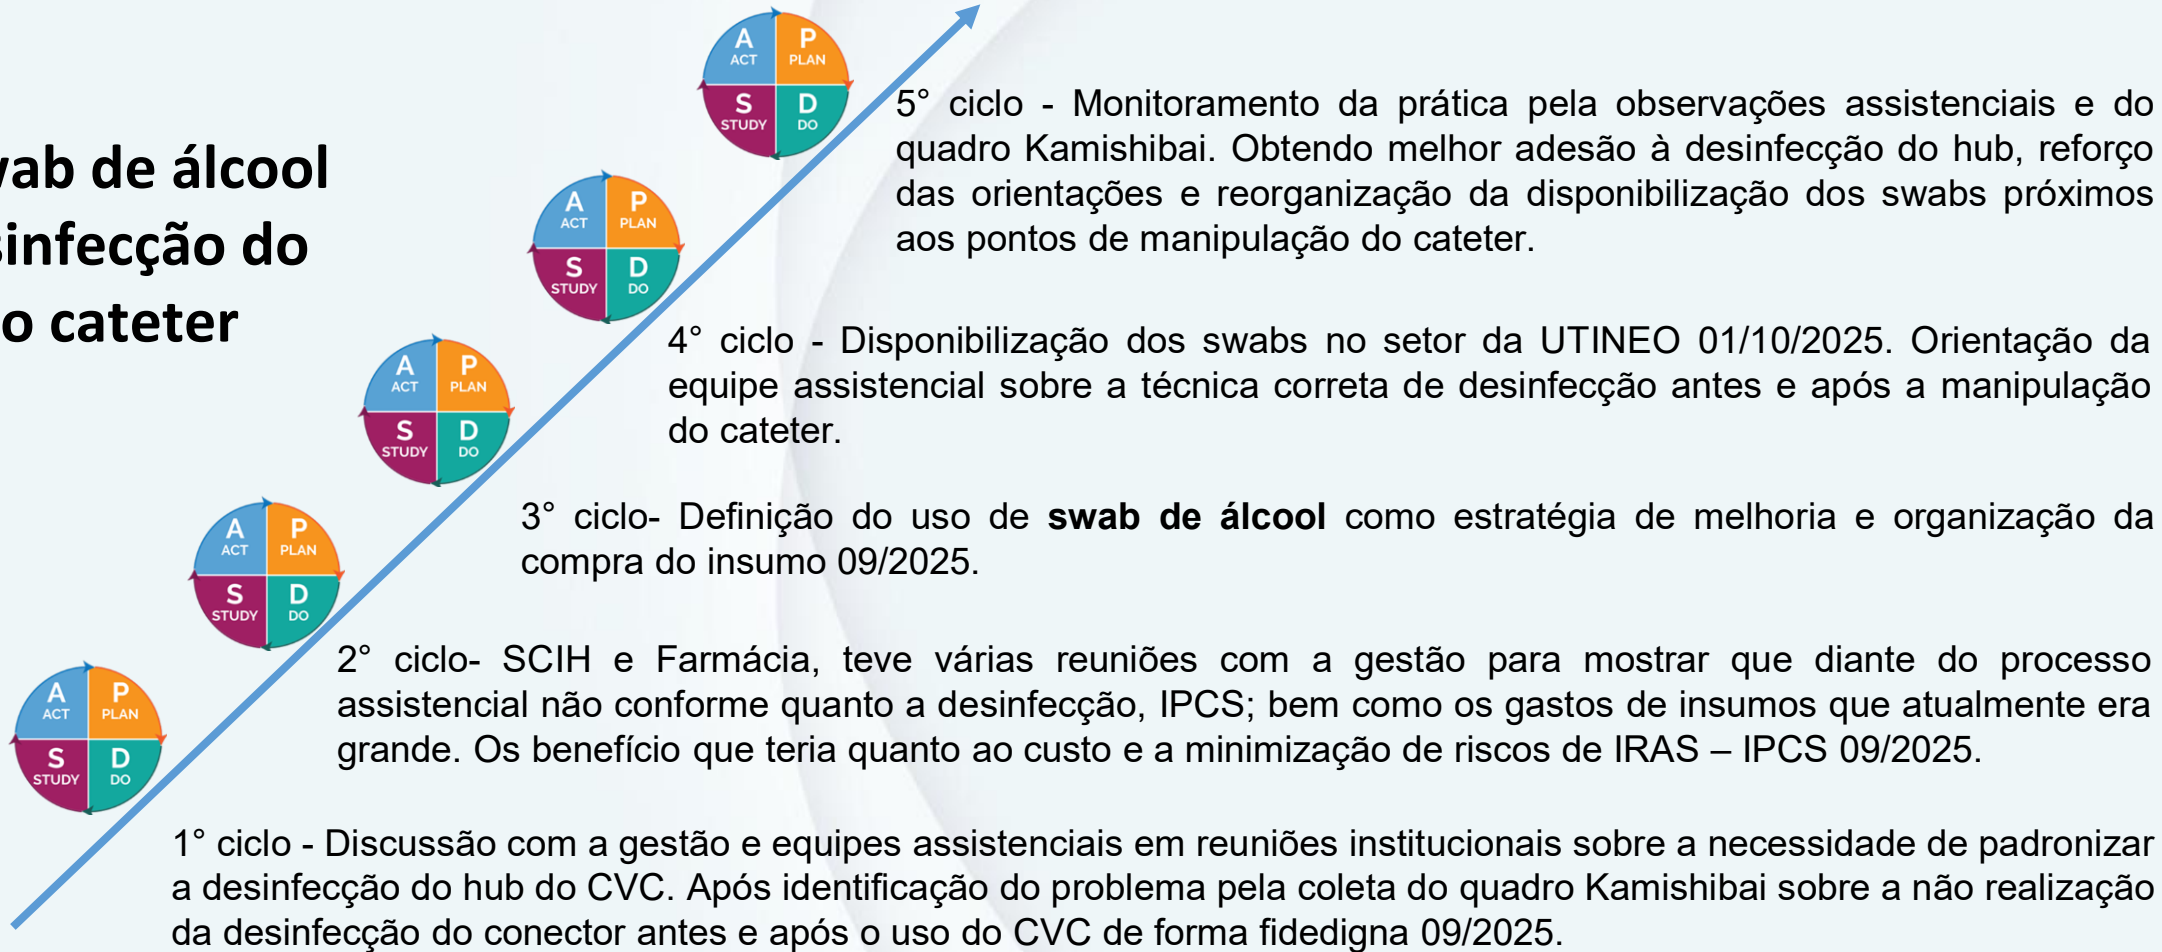 swab de álcool
desinfecção do
do cateter
A
ACT
P
PLAN
S
STUDY
D
DO
5° ciclo - Monitoramento da prática pela observações assistenciais e do
quadro Kamishibai. Obtendo melhor adesão à desinfecção do hub, reforço
das orientações e reorganização da disponibilização dos swabs próximos
aos pontos de manipulação do cateter.
A
ACT
P
PLAN
S
STUDY
D
DO
4° ciclo - Disponibilização dos swabs no setor da UTINEO 01/10/2025. Orientação da
equipe assistencial sobre a técnica correta de desinfecção antes e após a manipulação
do cateter.
A
ACT
P
PLAN
S
STUDY
D
DO
3° ciclo- Definição do uso de swab de álcool como estratégia de melhoria e organização da
compra do insumo 09/2025.
A
ACT
P
PLAN
S
STUDY
D
DO
2° ciclo- SCIH e Farmácia, teve várias reuniões com a gestão para mostrar que diante do processo
assistencial não conforme quanto a desinfecção, IPCS; bem como os gastos de insumos que atualmente era
grande. Os benefício que teria quanto ao custo e a minimização de riscos de IRAS – IPCS 09/2025.
A
ACT
P
PLAN
S
STUDY
D
DO
1° ciclo - Discussão com a gestão e equipes assistenciais em reuniões institucionais sobre a necessidade de padronizar
a desinfecção do hub do CVC. Após identificação do problema pela coleta do quadro Kamishibai sobre a não realização
da desinfecção do conector antes e após o uso do CVC de forma fidedigna 09/2025.